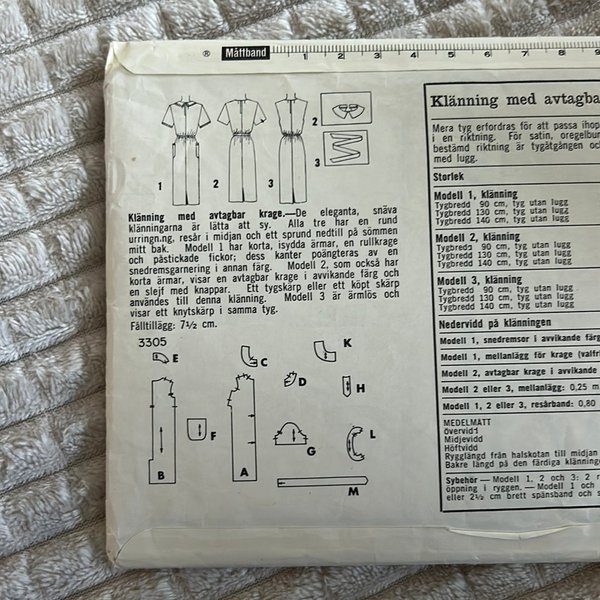 ® Måttband
1 2 3 4 5 6 7 8 9
1 2 3
2
3
Klänning med avtagbar krage.—De eleganta, snäva
klänningarna är lätta att sy. Alla tre har en rund
urringn.ng, resår i midjan och ett sprund nedtill på sömmen
mitt bak. Modell 1 har korta, isydda ärmar, en rullkrage
och påstickade fickor; dess kanter poängteras av en
snedremsgarnering i annan färg. Modell 2, som också har
korta ärmar, visar en avtagbar krage i avvikande färg och
en slejf med knappar. Ett tygskärp eller ett köpt skärp
användes till denna klänning. Modell 3 är ärmlös och
visar ett knytskärp i samma tyg.
Fålltillägg: 7½ cm.
3305
E
C
K
B
F
A
D
H
G
L
M
Klänning med avtagbar
Mera tyg erfordras för att passa ihop
i en riktning. För satin, oregelbun
bestämd riktning är tygåtgången oc
med lugg.
Storlek
Modell 1, klänning
Tygbredd 90 cm, tyg utan lugg
Tygbredd 130 cm, tyg utan lugg
Tygbredd 140 cm, tyg utan lugg
Modell 2, klänning
Tygbredd 90 cm, tyg utan lugg
Tygbredd 130 cm, tyg utan lugg
Tygbredd 140 cm, tyg utan lugg
Modell 3, klänning
Tygbredd 90 cm, tyg utan lugg
Tygbredd 130 cm, tyg utan lugg
Tygbredd 140 cm, tyg utan lugg
Nedervidd på klänningen
Modell 1, snedremsor i avvikande färg
Modell 1, mellanlägg för krage (valfri
Modell 2, avtagbar krage i avvikande
Modell 2 eller 3, mellanlägg: 0,25 m
Modell 1, 2 eller 3, resårband: 0,80
MEDELMÅTT
övervidd
Midjevidd
Höftvidd
Rygglängd från halskotan till midjan
Bakre längd på den färdiga klänninge
Sybehör — Modell 1, 2 och 3: 2 r
öppning i ryggen. — Modell 1 och
eller 2½ cm brett spänsband och s